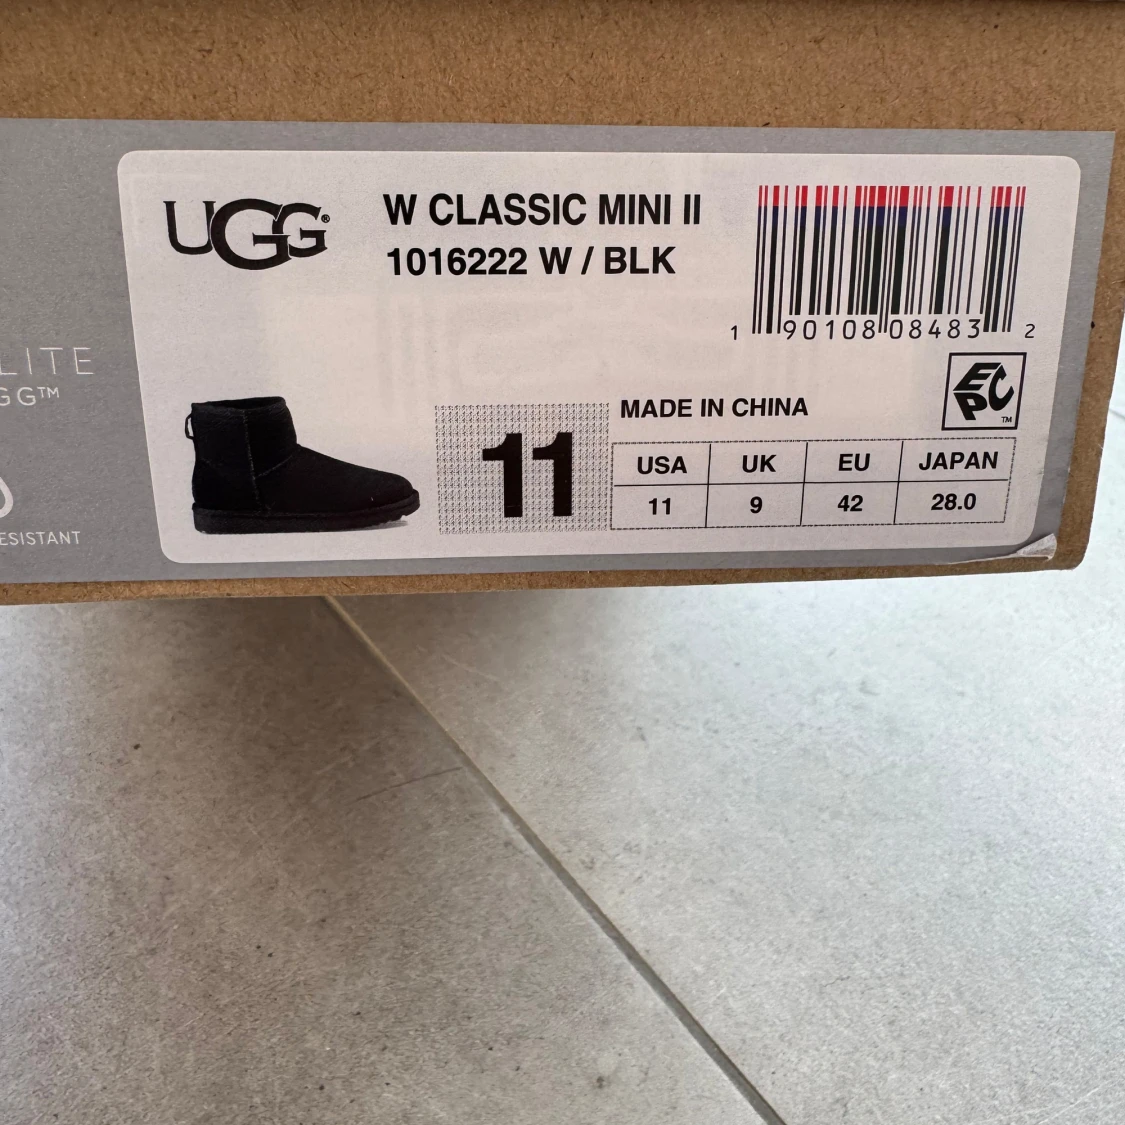 UGG®
W CLASSIC MINI II
1016222 W / BLK
1 90108 08483 2
EPC™
LITE
GG™
ESISTANT
11
MADE IN CHINA
USA UK EU JAPAN
11 9 42 28.0